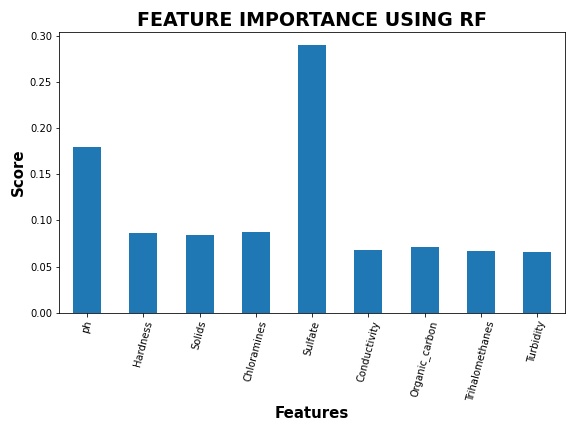 FEATURE IMPORTANCE USING RF
0.30
0.25
0.20
0.15
0.10
0.05
0.00
Score
ph
Hardness
Solids
Chloramines
Sulfate
Conductivity
Organic_carbon
Trihalomethanes
Turbidity
Features